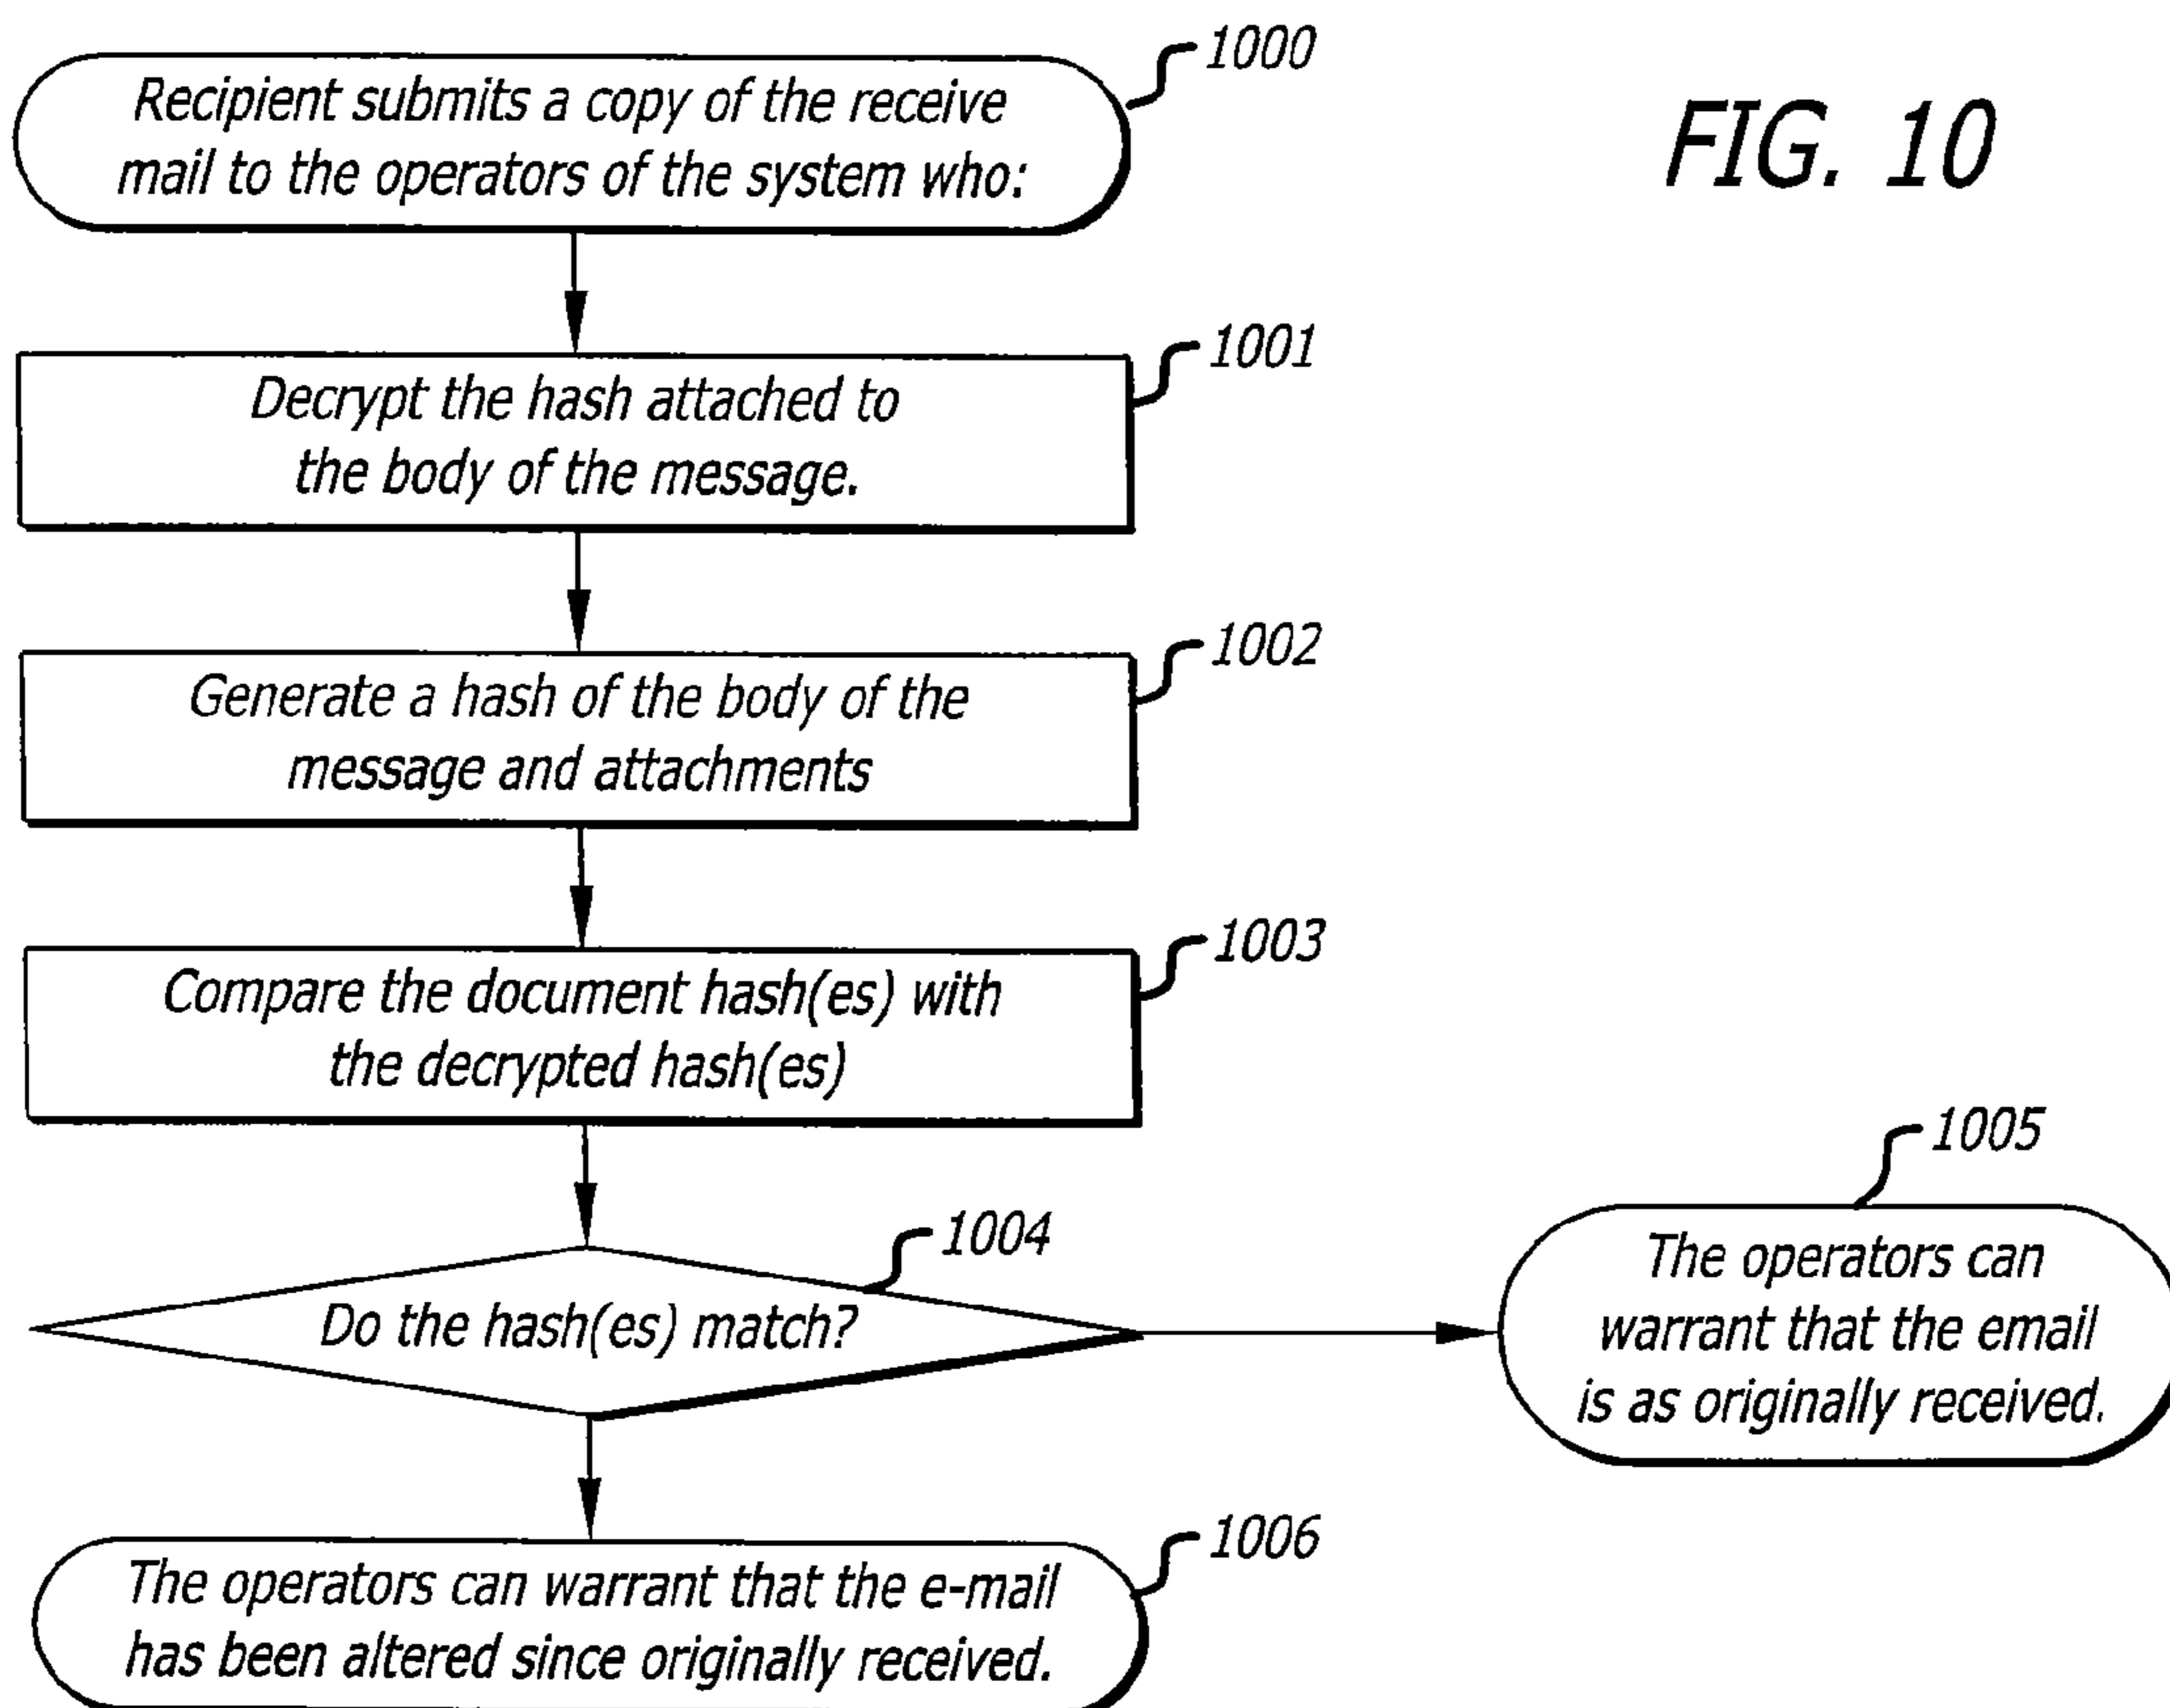 1000
Recipient submits a copy of the receive
mail to the operators of the system who:
FIG. 10
1001
Decrypt the hash attached to
the body of the message.
1002
Generate a hash of the body of the
message and attachments
1003
Compare the document hash(es) with
the decrypted hash(es)
1004
Do the hash(es) match?
1005
The operators can
warrant that the email
is as originally received.
1006
The operators can warrant that the e-mail
has been altered since originally received.